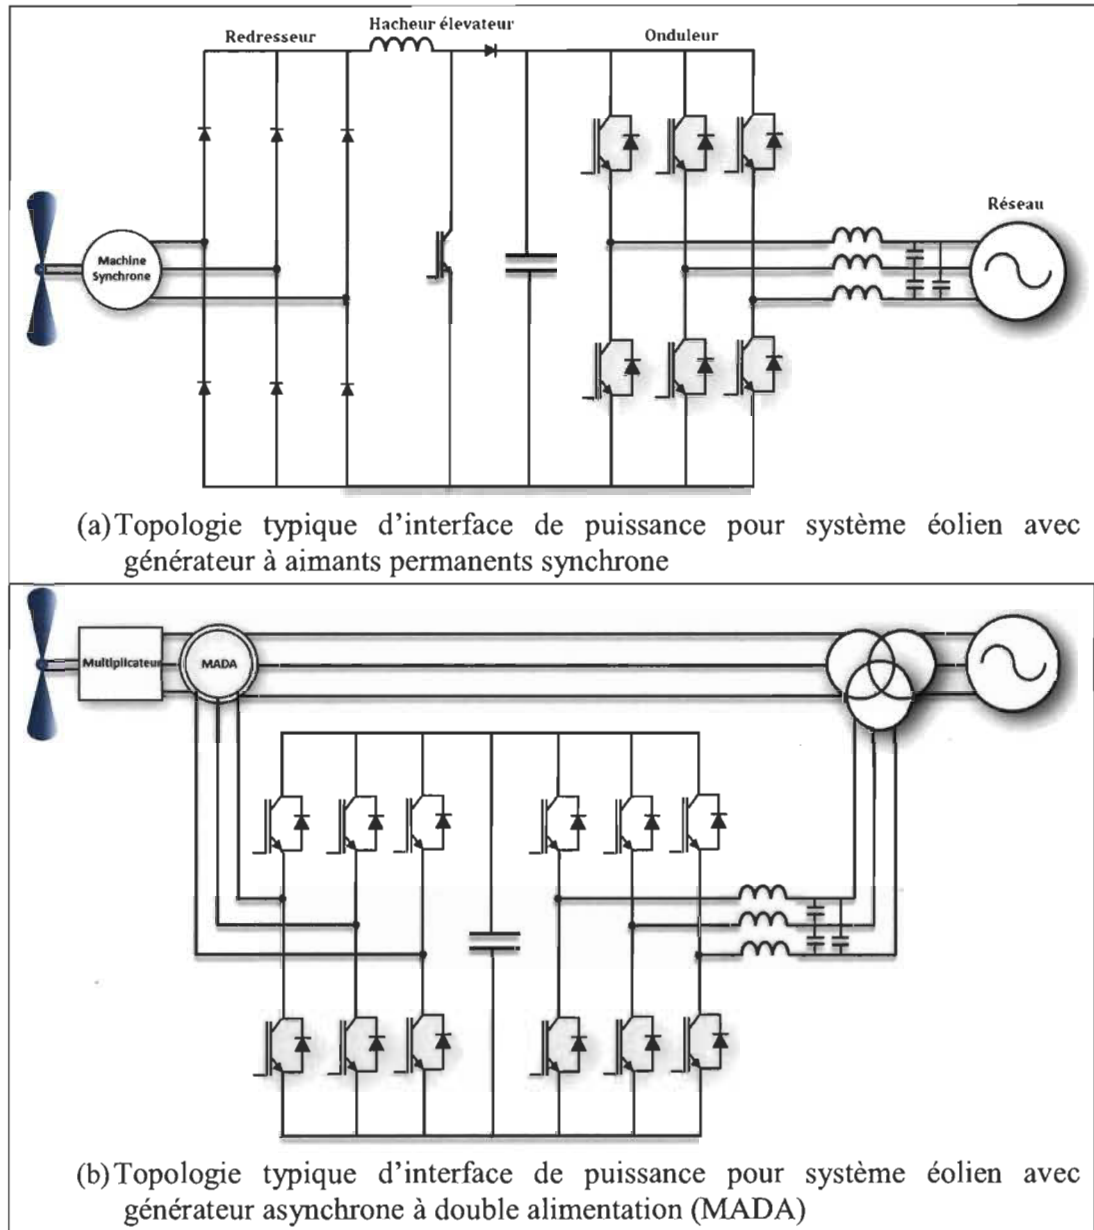 Hacheur élévateur
Redresseur
Onduleur
Réseau
Machine
Synchrone
(a) Topologie typique d'interface de puissance pour système éolien avec
générateur à aimants permanents synchrone
Multiplicateur
MADA
(b) Topologie typique d'interface de puissance pour système éolien avec
générateur asynchrone à double alimentation (MADA)